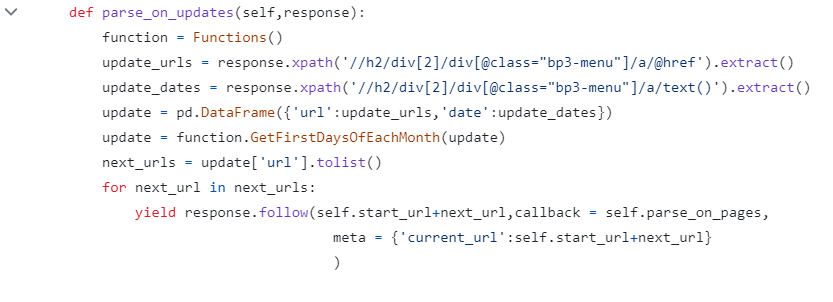 def parse_on_updates(self,response):
function = Functions()
update_urls = response.xpath('//h2/div[2]/div[@class="bp3-menu"]/a/@href').extract()
update_dates = response.xpath('//h2/div[2]/div[@class="bp3-menu"]/a/text()').extract()
update = pd.DataFrame({'url':update_urls,'date':update_dates})
update = function.GetFirstDaysOfEachMonth(update)
next_urls = update['url'].tolist()
for next_url in next_urls:
yield response.follow(self.start_url+next_url,callback = self.parse_on_pages,
meta = {'current_url':self.start_url+next_url}
)